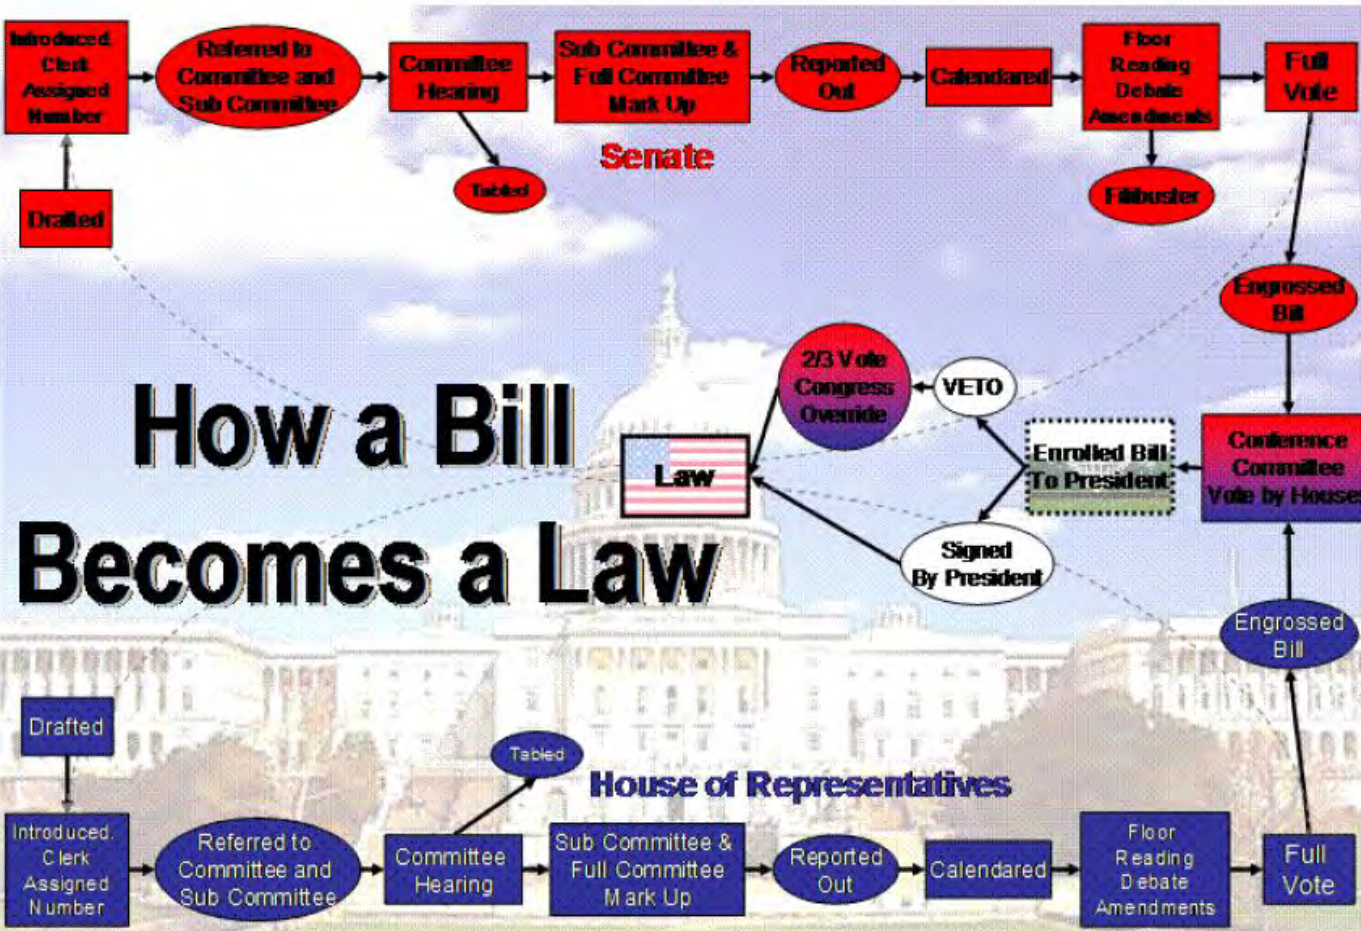 Introduced.
Clerk
Assigned
Number
Referred to
Committee and
Sub Committee
Committee
Hearing
Sub Committee &
Full Committee
Mark Up
Reported
Out
Calendared
Floor
Reading
Debate
Amendments
Full
Vote
Senate
Tabled
Filibuster
Drafted
Engrossed
Bill
2/3 Vote
Congress
Override
VETO
How a Bill
Becomes a Law
Law
Enrolled Bill
To President
Conference
Committee
Vote by Houses
Signed
By President
Engrossed
Bill
Drafted
Tabled
House of Representatives
Introduced.
Clerk
Assigned
Number
Referred to
Committee and
Sub Committee
Committee
Hearing
Sub Committee &
Full Committee
Mark Up
Reported
Out
Calendared
Floor
Reading
Debate
Amendments
Full
Vote